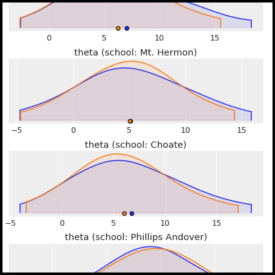 0 5 10 15
theta (school: Mt. Hermon)
-5 0 5 10 15
theta (school: Choate)
-5 0 5 10 15
theta (school: Phillips Andover)